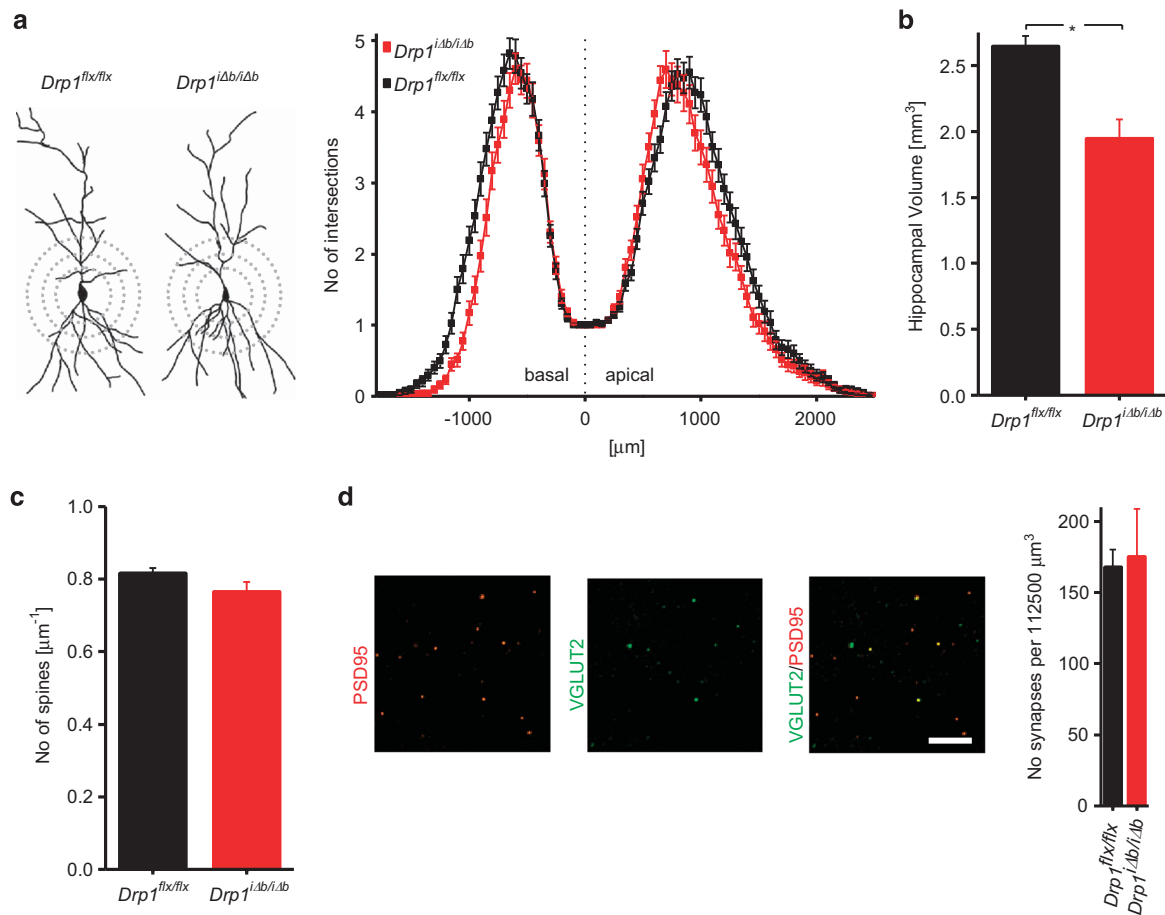 a
Drp1flx/flx
Drp1iΔb/iΔb
No of intersections
5
4
3
2
1
0
Drp1iΔb/iΔb
Drp1flx/flx
basal
apical
-1000
0
1000
2000
[μm]
b
Hippocampal Volume [mm3]
2.5
2.0
1.5
1.0
0.5
0.0
*
Drp1flx/flx
Drp1iΔb/iΔb
c
No of spines [μm-1]
1.0
0.8
0.6
0.4
0.2
0.0
Drp1flx/flx
Drp1iΔb/iΔb
d
PSD95
VGLUT2
VGLUT2/PSD95
No synapses per 112500 μm3
200
150
100
50
0
Drp1flx/flx
Drp1iΔb/iΔb